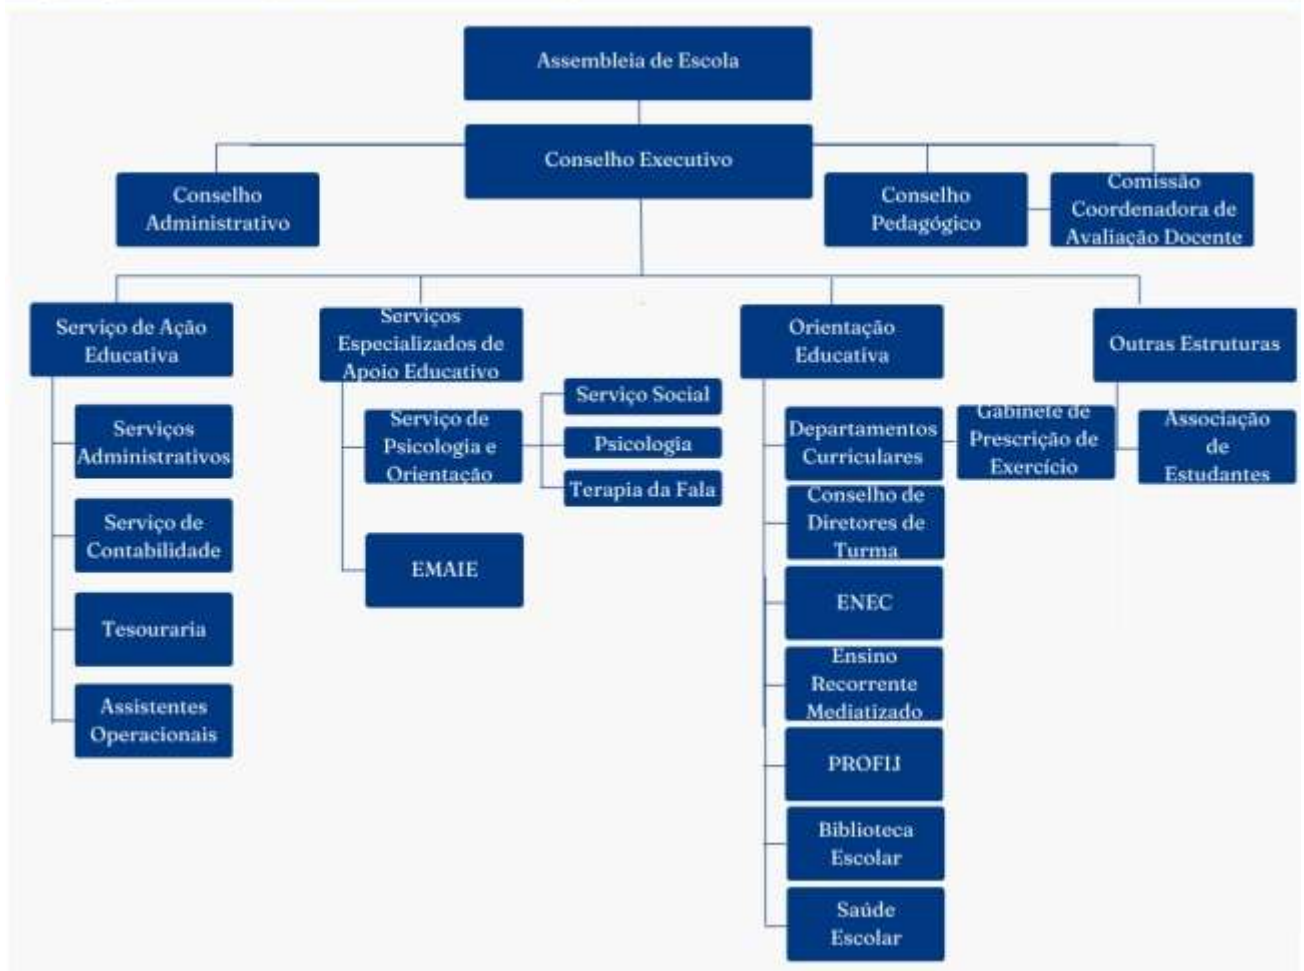 Assembleia de Escola
Conselho Executivo
Conselho
Administrativo
Conselho
Pedagógico
Comissão
Coordenadora de
Avaliação Docente
Serviço de Ação
Educativa
Serviços
Especializados de
Apoio Educativo
Orientação
Educativa
Outras Estruturas
Serviços
Administrativos
Serviço de
Contabilidade
Tesouraria
Assistentes
Operacionais
Serviço de
Psicologia e
Orientação
Serviço Social
Psicologia
Terapia da Fala
EMAIE
Departamentos
Curriculares
Gabinete de
Prescrição de
Exercício
Conselho de
Diretores de
Turma
ENEC
Ensino
Recorrente
Mediatizado
PROFIJ
Biblioteca
Escolar
Saúde
Escolar
Associação
de
Estudantes